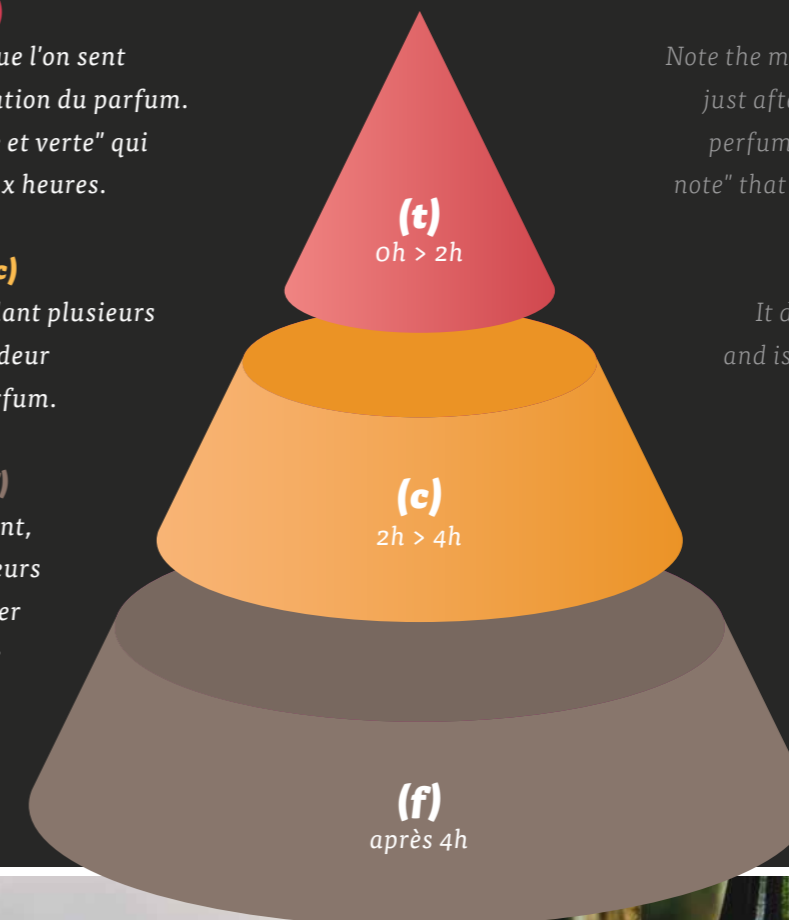 ue l'on sent
ation du parfum.
et verte" qui
x heures.
c)
ant plusieurs
deur
fum.
)
nt,
eurs
er
(t)
0h > 2h
(c)
2h > 4h
(f)
après 4h
Note the m
just afte
perfum
note" that
It d
and is